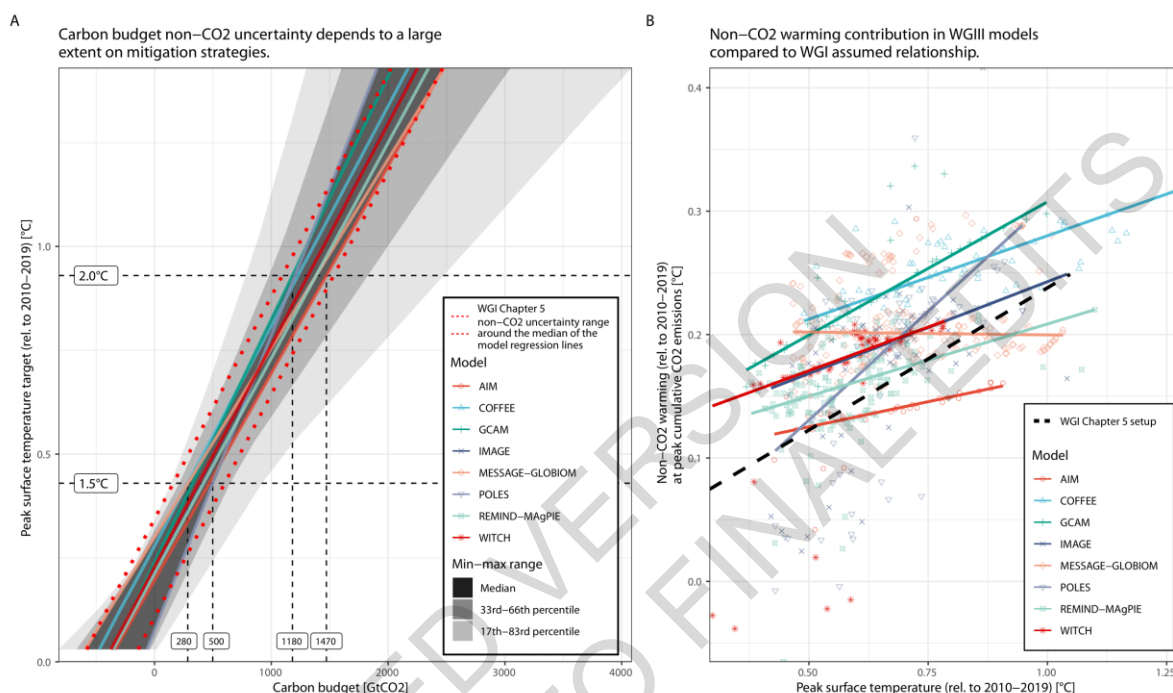 A
Carbon budget non−CO2 uncertainty depends to a large
extent on mitigation strategies.
Peak surface temperature target (rel. to 2010−2019) [°C]
1.0
0.5
0.0
2.0°C
1.5°C
280
500
1180
1470
0
1000
2000
3000
4000
Carbon budget [GtCO2]
WGI Chapter 5
non−CO2 uncertainty range
around the median of the
model regression lines
Model
AIM
COFFEE
GCAM
IMAGE
MESSAGE−GLOBIOM
POLES
REMIND−MAgPIE
WITCH
Min−max range
Median
33rd−66th percentile
17th−83rd percentile
B
Non−CO2 warming contribution in WGIII models
compared to WGI assumed relationship.
Non−CO2 warming (rel. to 2010−2019)
at peak cumulative CO2 emissions [°C]
0.4
0.3
0.2
0.1
0.0
0.50
0.75
1.00
1.25
Peak surface temperature (rel. to 2010−2019) [°C]
WGI Chapter 5 setup
Model
AIM
COFFEE
GCAM
IMAGE
MESSAGE−GLOBIOM
POLES
REMIND−MAgPIE
WITCH
ED VERSION
TO FINAL EDITS